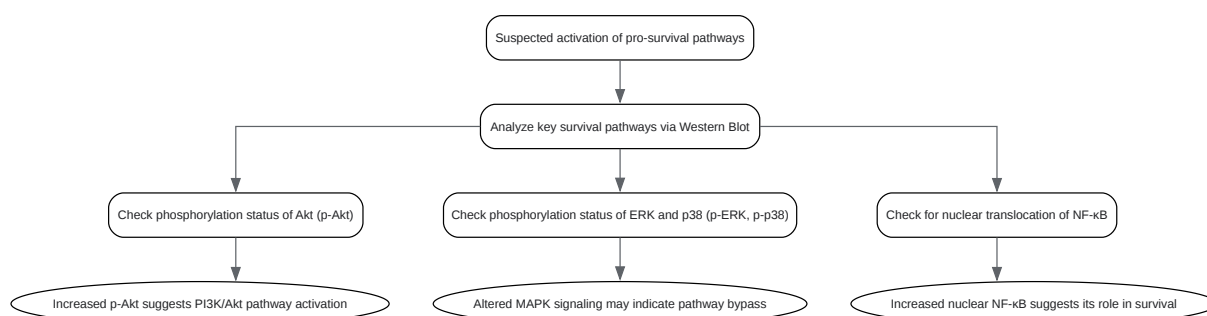 Suspected activation of pro-survival pathways
Analyze key survival pathways via Western Blot
Check phosphorylation status of Akt (p-Akt)
Check phosphorylation status of ERK and p38 (p-ERK, p-p38)
Check for nuclear translocation of NF-κB
Increased p-Akt suggests PI3K/Akt pathway activation
Altered MAPK signaling may indicate pathway bypass
Increased nuclear NF-κB suggests its role in survival